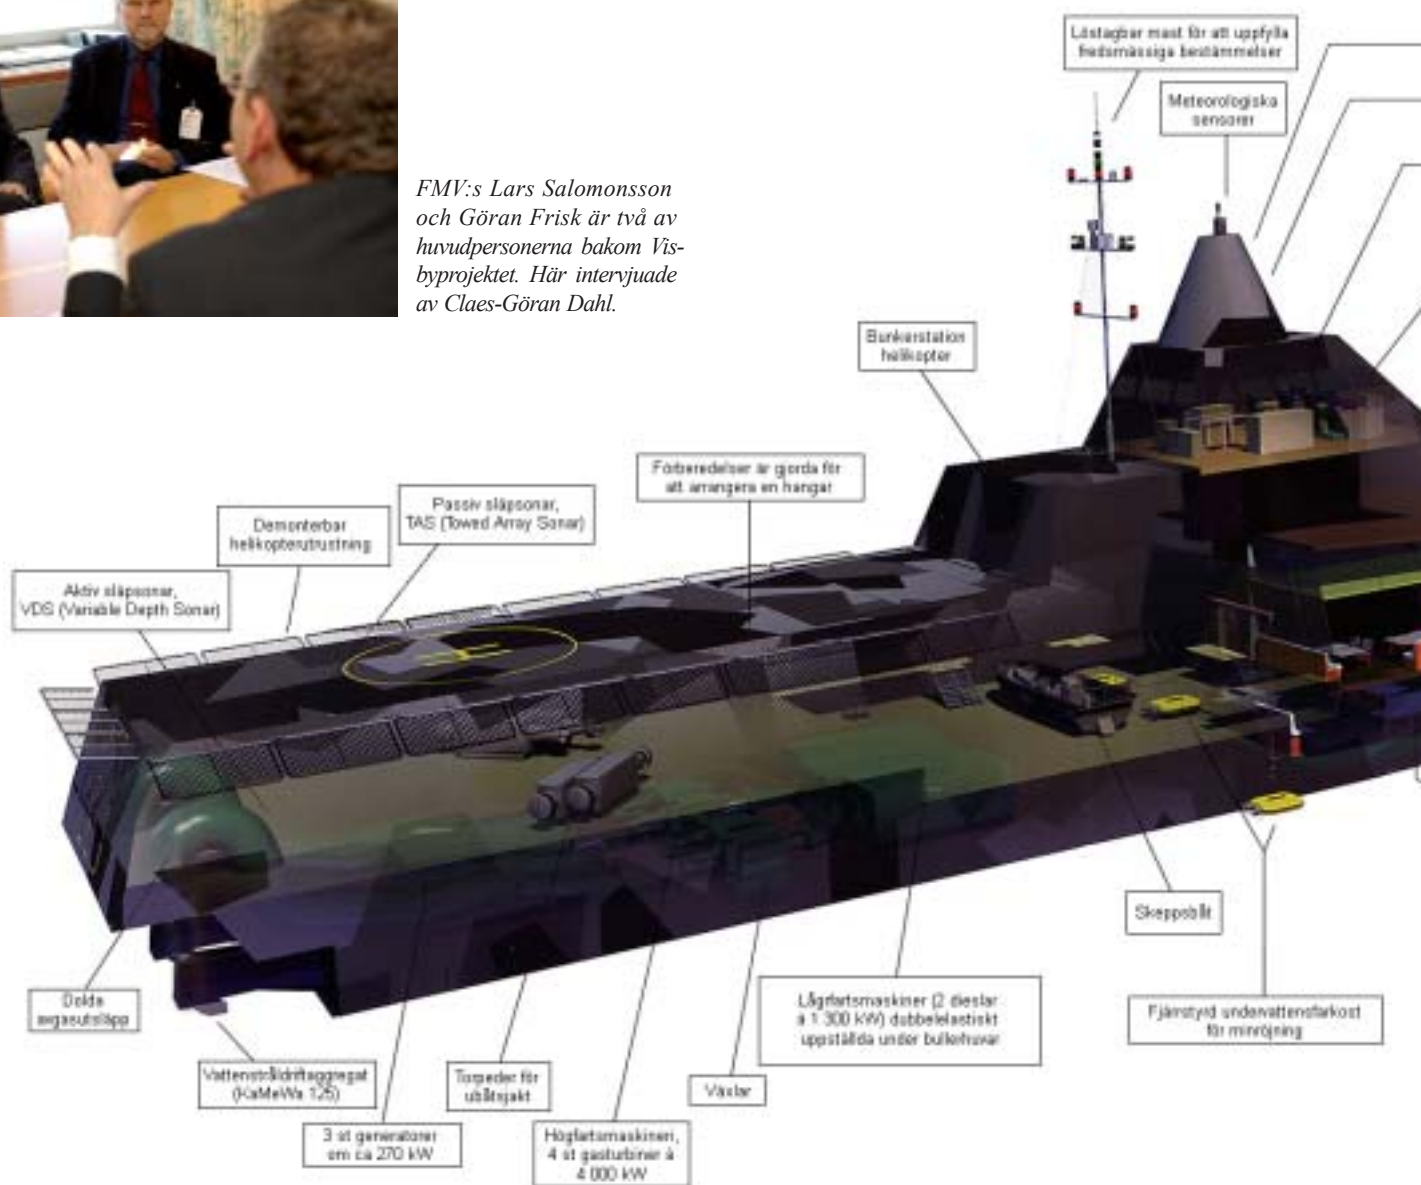 FMV:s Lars Salomonsson
och Göran Frisk är två av
huvudpersonerna bakom Vis-
byprojektet. Här intervjuade
av Claes-Göran Dahl.
Löstagbar mast för att uppfylla
fredsmässiga bestämmelser
Meteorologiska
sensorer
Bunkerstation
helikopter
Förberedelser är gjorda för
att arrangera en hangar
Passiv släpsonar,
TAS (Towed Array Sonar)
Demonterbar
helikopterutrustning
Aktiv släpsonar,
VDS (Variable Depth Sonar)
Dolda
avgasutsläpp
Vattenstråldriftaggregat
(KaMeWa 125)
3 st generatorer
om ca 270 kW
Torpeder för
ubåtsjakt
Högfartsmaskineri,
4 st gasturbiner à
4 000 kW
Växlar
Lågfartsmaskiner (2 dieslar
à 1 300 kW) dubbelelastiskt
uppställda under bullerhuvar
Skeppsbåt
Fjärrstyrd undervattensfarkost
för minröjning